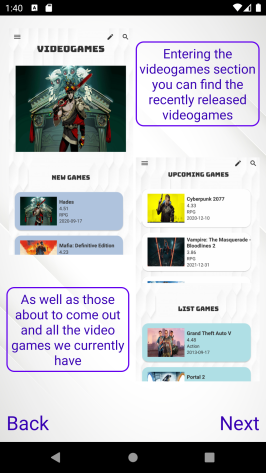 1:40
VIDEOGAMES
Entering the
videogames section
you can find the
recently released
videogames
NEW GAMES
Hades
4.51
RPG
2020-09-17
Mafia: Definitive Edition
4.23
UPCOMING GAMES
Cyberpunk 2077
4.33
RPG
2020-12-10
Vampire: The Masquerade -
Bloodlines 2
3.86
RPG
2021-12-31
As well as those
about to come out
and all the video
games we currently
have
LIST GAMES
Grand Theft Auto V
4.48
Action
2013-09-17
Portal 2
Back
Next